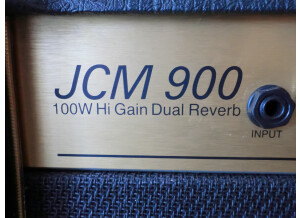 JCM 900
100W Hi Gain Dual Reverb
INPUT